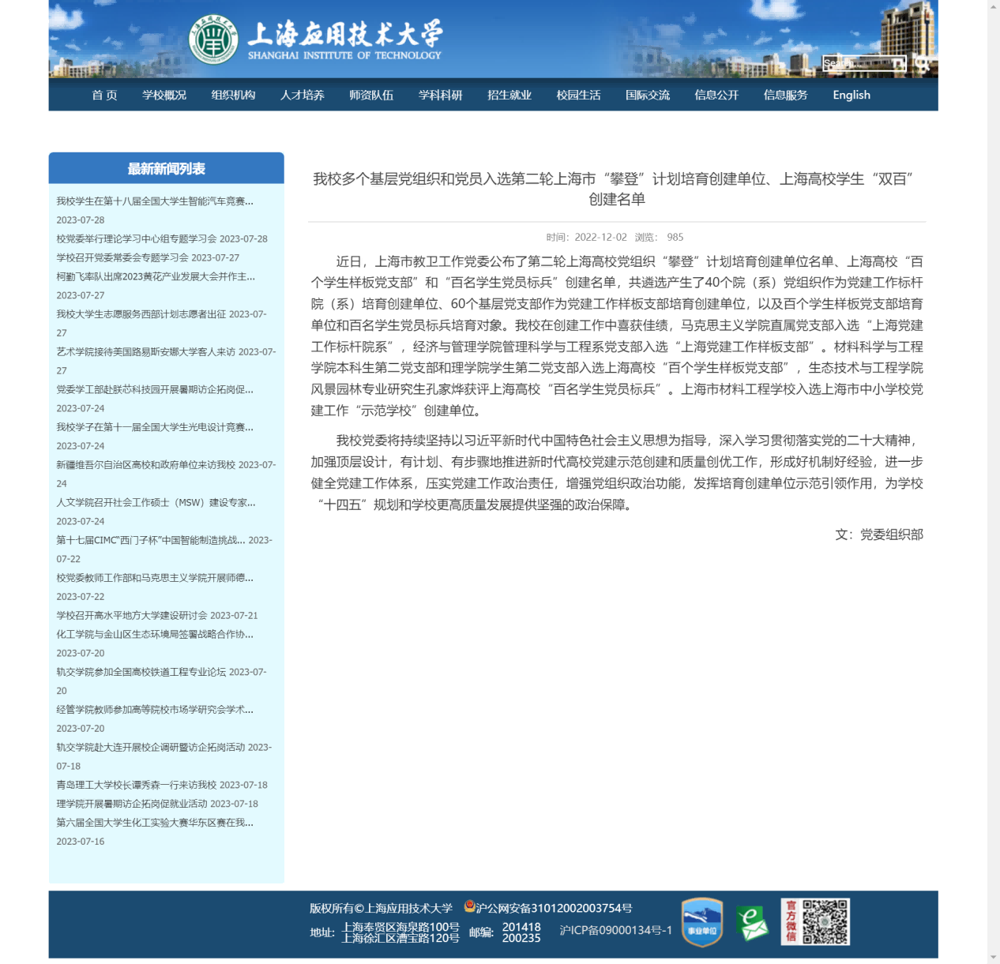 上海应用技术大学
SHANGHAI INSTITUTE OF TECHNOLOGY
首 页 学校概况 组织机构 人才培养 师资队伍 学科科研 招生就业 校园生活 国际交流 信息公开 信息服务 English
最新新闻列表
我校学生在第十八届全国大学生智能汽车竞赛...
2023-07-28
校党委举行理论学习中心组专题学习会 2023-07-28
学校召开党委常委会专题学习会 2023-07-27
柯勤飞率队出席2023黄花产业发展大会并作主...
2023-07-27
我校大学生志愿服务西部计划志愿者出征 2023-07-
27
艺术学院接待美国路易斯安娜大学客人来访 2023-07-
27
党委学工部赴朕芯科技园开展暑期访企拓岗促...
2023-07-24
我校学子在第十一届全国大学生光电设计竞赛...
2023-07-24
新疆维吾尔自治区高校和政府单位来访我校 2023-07-
24
人文学院召开社会工作硕士（MSW）建设专家...
2023-07-24
第十七届CIMC“西门子杯”中国智能制造挑战... 2023-
07-22
校党委教师工作部和马克思主义学院开展师德...
2023-07-22
学校召开高水平地方大学建设研讨会 2023-07-21
化工学院与金山区生态环境局签署战略合作协...
2023-07-20
轨交学院参加全国高校铁道工程专业论坛 2023-07-
20
经管学院教师参加高等院校市场学研究会学术...
2023-07-20
轨交学院赴大连开展校企调研暨访企拓岗活动 2023-
07-18
青岛理工大学校长谭秀森一行来访我校 2023-07-18
理学院开展暑期访企拓岗促就业活动 2023-07-18
第六届全国大学生化工实验大赛华东区赛在我...
2023-07-16
我校多个基层党组织和党员入选第二轮上海市“攀登”计划培育创建单位、上海高校学生“双百”
创建名单
时间：2022-12-02 浏览： 985
近日，上海市教卫工作党委公布了第二轮上海高校党组织“攀登”计划培育创建单位名单、上海高校“百
个学生样板党支部”和“百名学生党员标兵”创建名单，共遴选产生了40个院（系）党组织作为党建工作标杆
院（系）培育创建单位、60个基层党支部作为党建工作样板支部培育创建单位，以及百个学生样板党支部培育
单位和百名学生党员标兵培育对象。我校在创建工作中喜获佳绩，马克思主义学院直属党支部入选“上海党建
工作标杆院系”，经济与管理学院管理科学与工程系党支部入选“上海党建工作样板支部”。材料科学与工程
学院本科生第二党支部和理学院学生第二党支部入选上海高校“百个学生样板党支部”，生态技术与工程学院
风景园林专业研究生孔家烨获评上海高校“百名学生党员标兵”。上海市材料工程学校入选上海市中小学校党
建工作“示范学校”创建单位。
我校党委将持续坚持以习近平新时代中国特色社会主义思想为指导，深入学习贯彻落实党的二十大精神，
加强顶层设计，有计划、有步骤地推进新时代高校党建示范创建和质量创优工作，形成好机制好经验，进一步
健全党建工作体系，压实党建工作政治责任，增强党组织政治功能，发挥培育创建单位示范引领作用，为学校
“十四五”规划和学校更高质量发展提供坚强的政治保障。
文：党委组织部
版权所有©上海应用技术大学 沪公网安备31012002003754号
地址: 上海奉贤区海泉路100号 邮编: 201418
上海徐汇区漕宝路120号 200235
沪ICP备09000134号-1
事业单位
官方微信